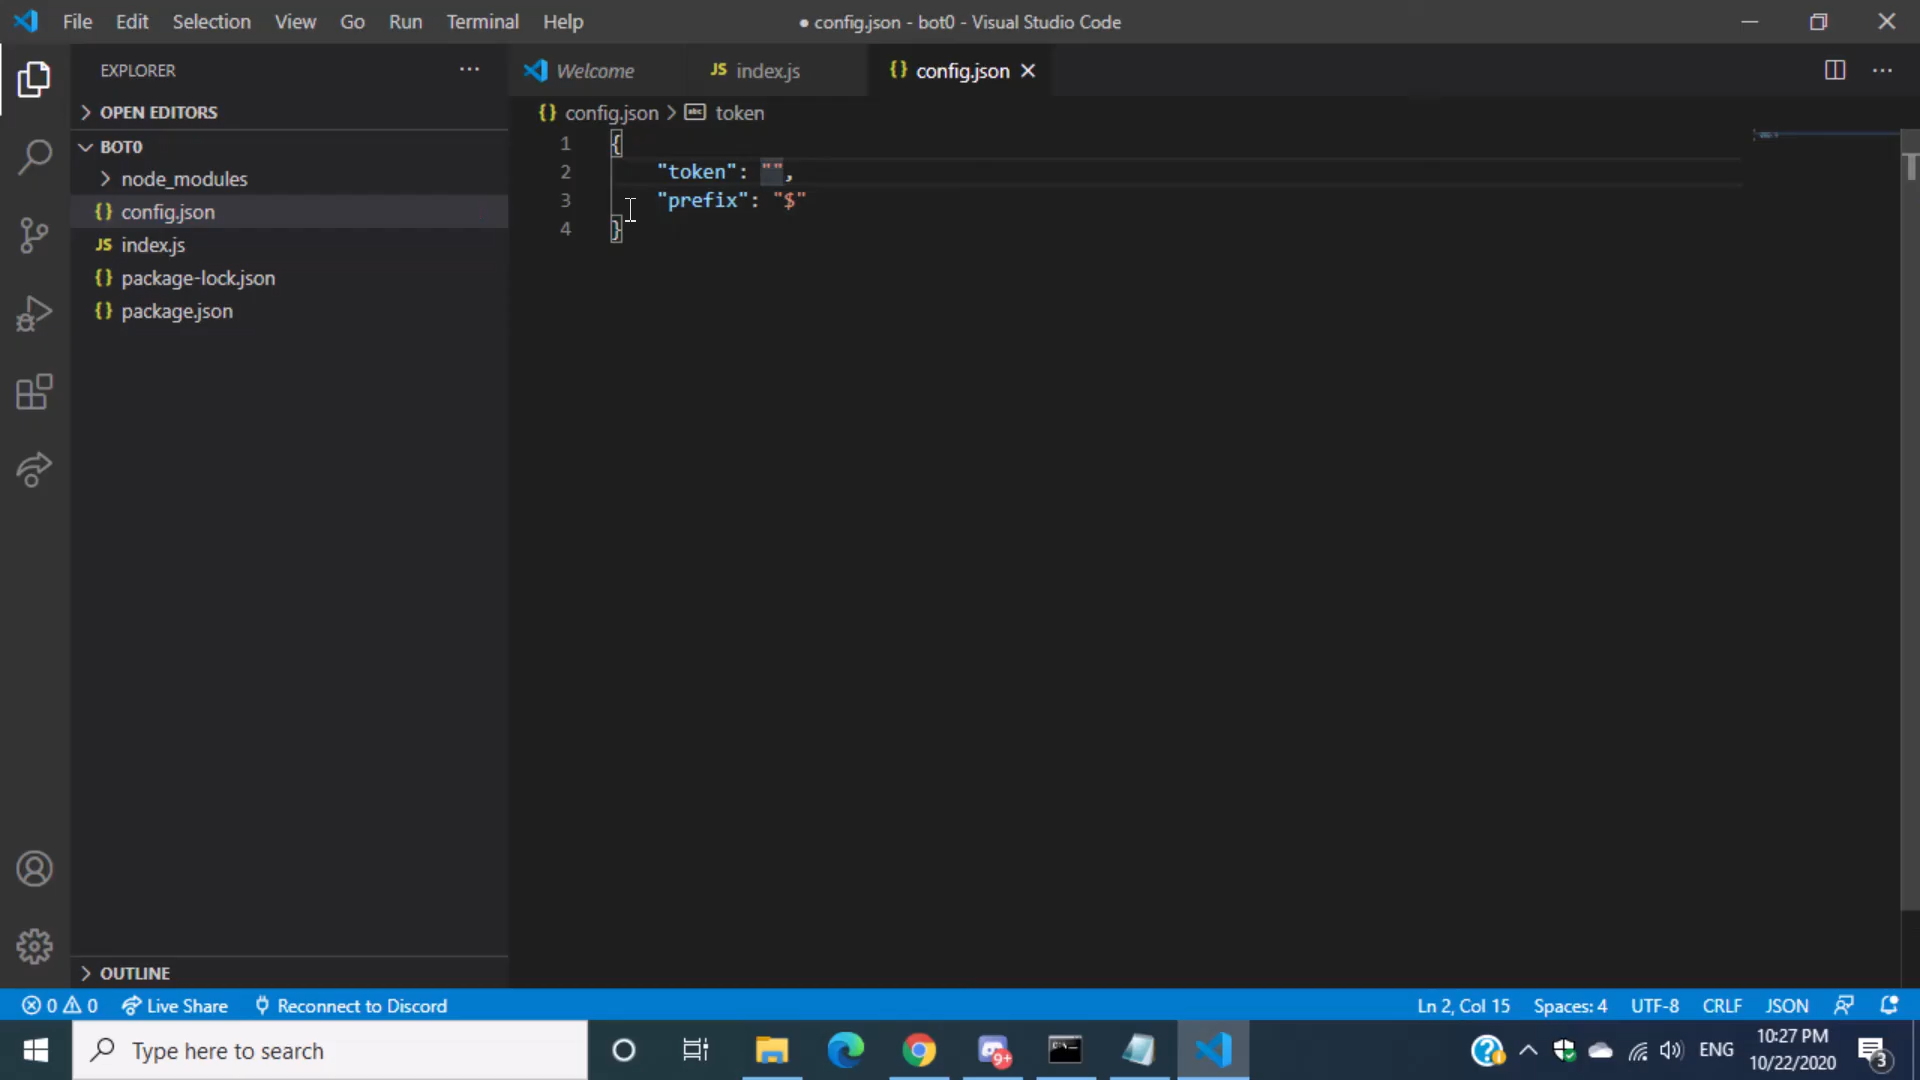 File Edit Selection View Go Run Terminal Help
● config.json - bot0 - Visual Studio Code
EXPLORER
OPEN EDITORS
BOT0
node_modules
{} config.json
JS index.js
{} package-lock.json
{} package.json
OUTLINE
Welcome
JS index.js
{} config.json
{} config.json > abc token
1 {
2 "token": "",
3 "prefix": "$"
4 }
0 0 Live Share Reconnect to Discord
Ln 2, Col 15 Spaces: 4 UTF-8 CRLF JSON
Type here to search
9+
ENG
10:27 PM
10/22/2020
3